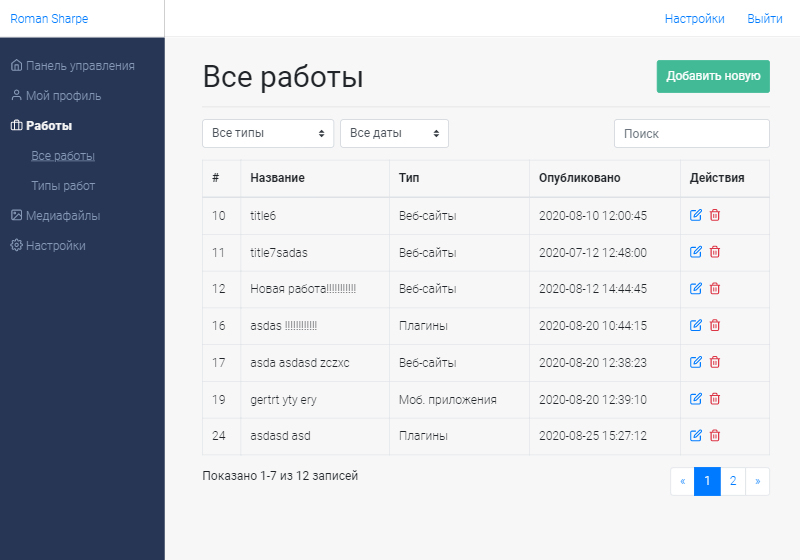 Roman Sharpe
Настройки Выйти
Панель управления
Мой профиль
Работы
Все работы
Типы работ
Медиафайлы
Настройки
Все работы
Добавить новую
Все типы Все даты Поиск
# Название Тип Опубликовано Действия
10 title6 Веб-сайты 2020-08-10 12:00:45
11 title7sadas Веб-сайты 2020-07-12 12:48:00
12 Новая работа!!!!!!!!!!! Веб-сайты 2020-08-12 14:44:45
16 asdas !!!!!!!!!!!! Плагины 2020-08-20 10:44:15
17 asda asdasd zczxc Веб-сайты 2020-08-20 12:38:23
19 gertrt yty ery Моб. приложения 2020-08-20 12:39:10
24 asdasd asd Плагины 2020-08-25 15:27:12
Показано 1-7 из 12 записей
« 1 2 »